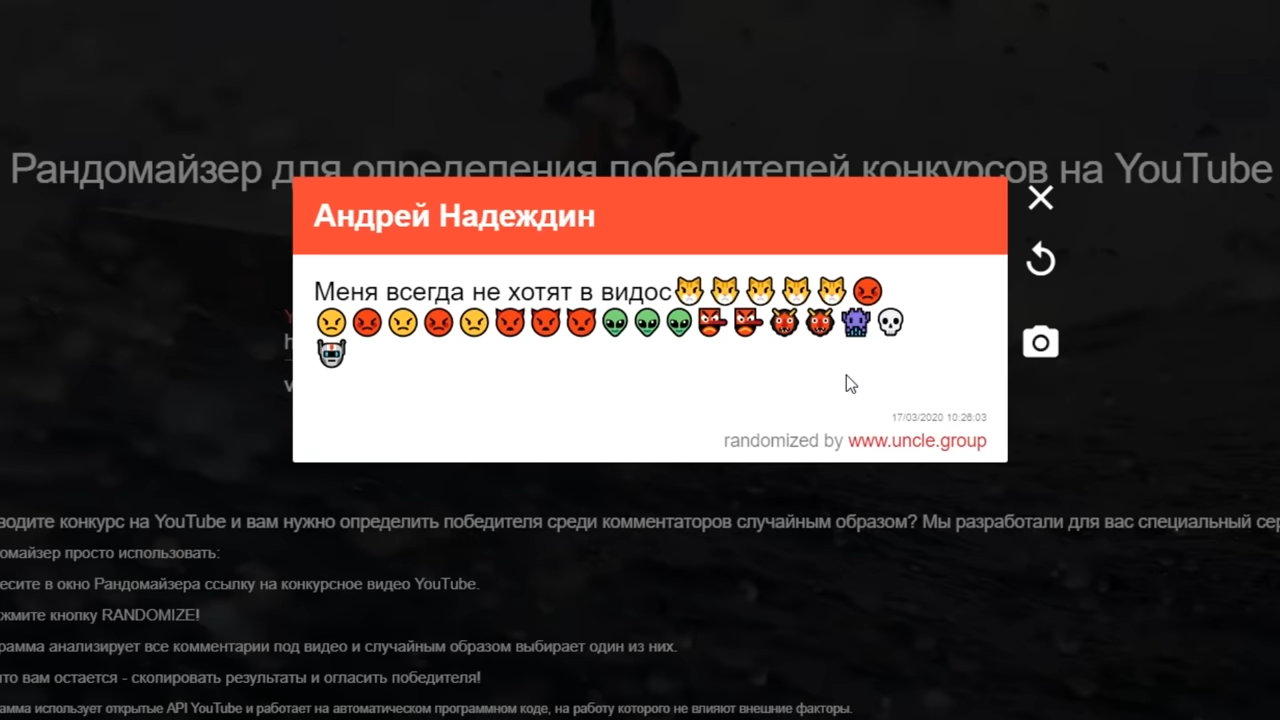 Рандомайзер для определения победителей конкурсов на YouTube
Андрей Надеждин
Меня всегда не хотят в видос🐱🐱🐱🐱🐱😡
😠😡😠😡😠😈😈👿👽👽👽👺👺👹👹👾💀
🤖
17/03/2020 10:26:03
randomized by www.uncle.group
водите конкурс на YouTube и вам нужно определить победителя среди комментаторов случайным образом? Мы разработали для вас специальный сер
омайзер просто использовать:
есите в окно Рандомайзера ссылку на конкурсное видео YouTube.
жмите кнопку RANDOMIZE!
рамма анализирует все комментарии под видео и случайным образом выбирает один из них.
что вам остается - скопировать результаты и огласить победителя!
амма использует открытые API YouTube и работает на автоматическом программном коде, на работу которого не влияют внешние факторы.